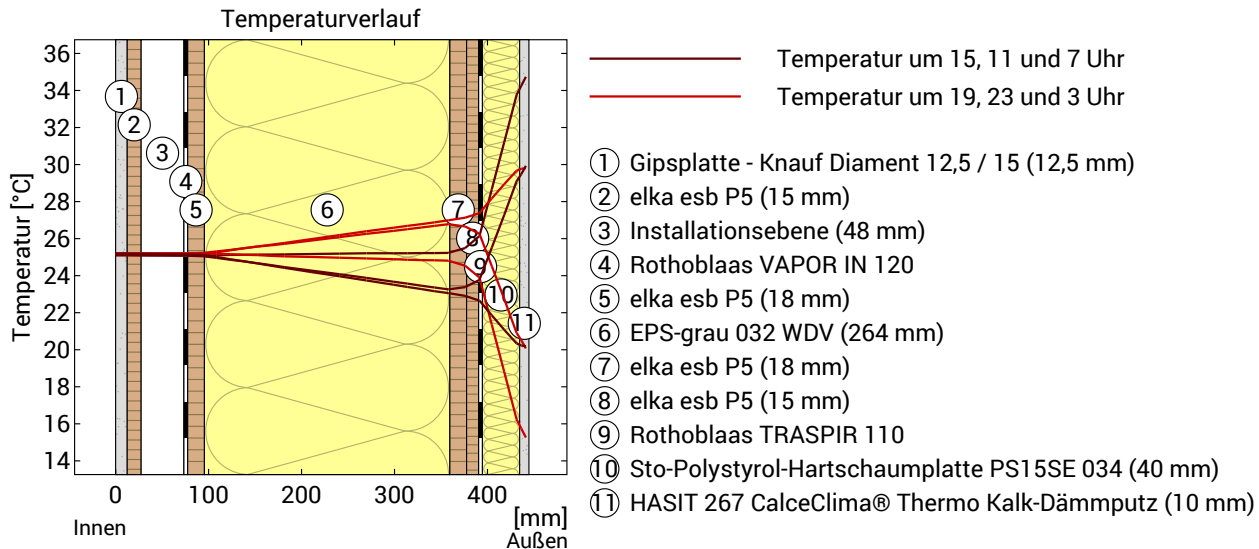 Temperaturverlauf
Temperatur [°C]
36
34
32
30
28
26
24
22
20
18
16
14
0
100
200
300
400
[mm]
Innen
Außen
1
2
3
4
5
6
7
8
9
10
11
Temperatur um 15, 11 und 7 Uhr
Temperatur um 19, 23 und 3 Uhr
1 Gipsplatte - Knauf Diament 12,5 / 15 (12,5 mm)
2 elka esb P5 (15 mm)
3 Installationsebene (48 mm)
4 Rothoblaas VAPOR IN 120
5 elka esb P5 (18 mm)
6 EPS-grau 032 WDV (264 mm)
7 elka esb P5 (18 mm)
8 elka esb P5 (15 mm)
9 Rothoblaas TRASPIR 110
10 Sto-Polystyrol-Hartschaumplatte PS15SE 034 (40 mm)
11 HASIT 267 CalceClima® Thermo Kalk-Dämmputz (10 mm)